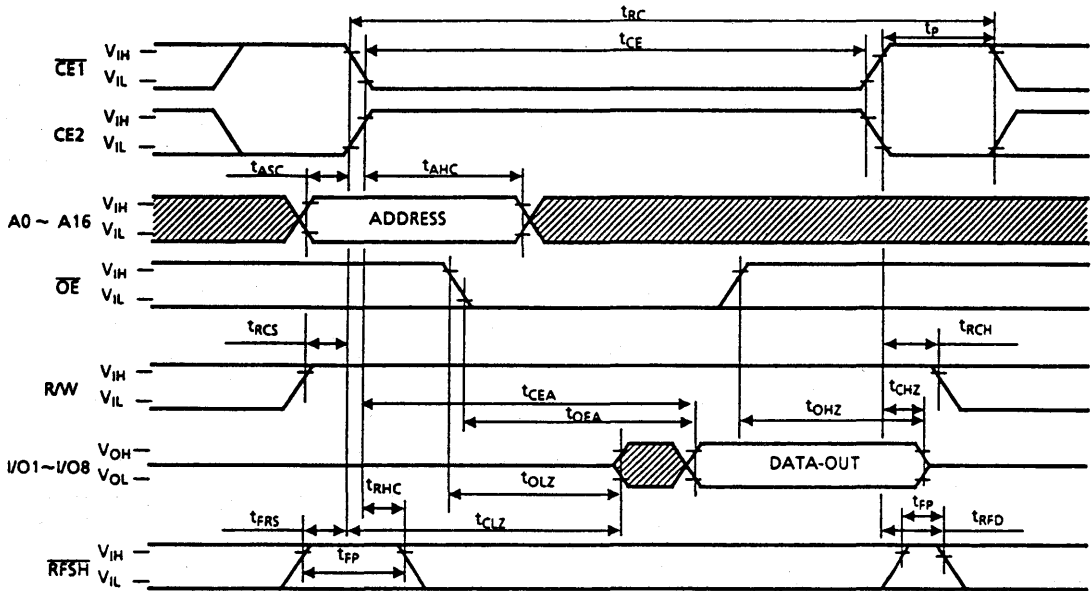 tRC
tCE
tP
CE1
VIH
VIL
CE2
VIH
VIL
tASC
tAHC
A0 ~ A16
VIH
VIL
ADDRESS
OE
VIH
VIL
tRCS
tRCH
R/W
VIH
VIL
tCEA
tCHZ
tOEA
tOHZ
I/O1~I/O8
VOH
VOL
DATA-OUT
tRHC
tOLZ
tFP
tFRS
tCLZ
tRFD
tFP
RFSH
VIH
VIL